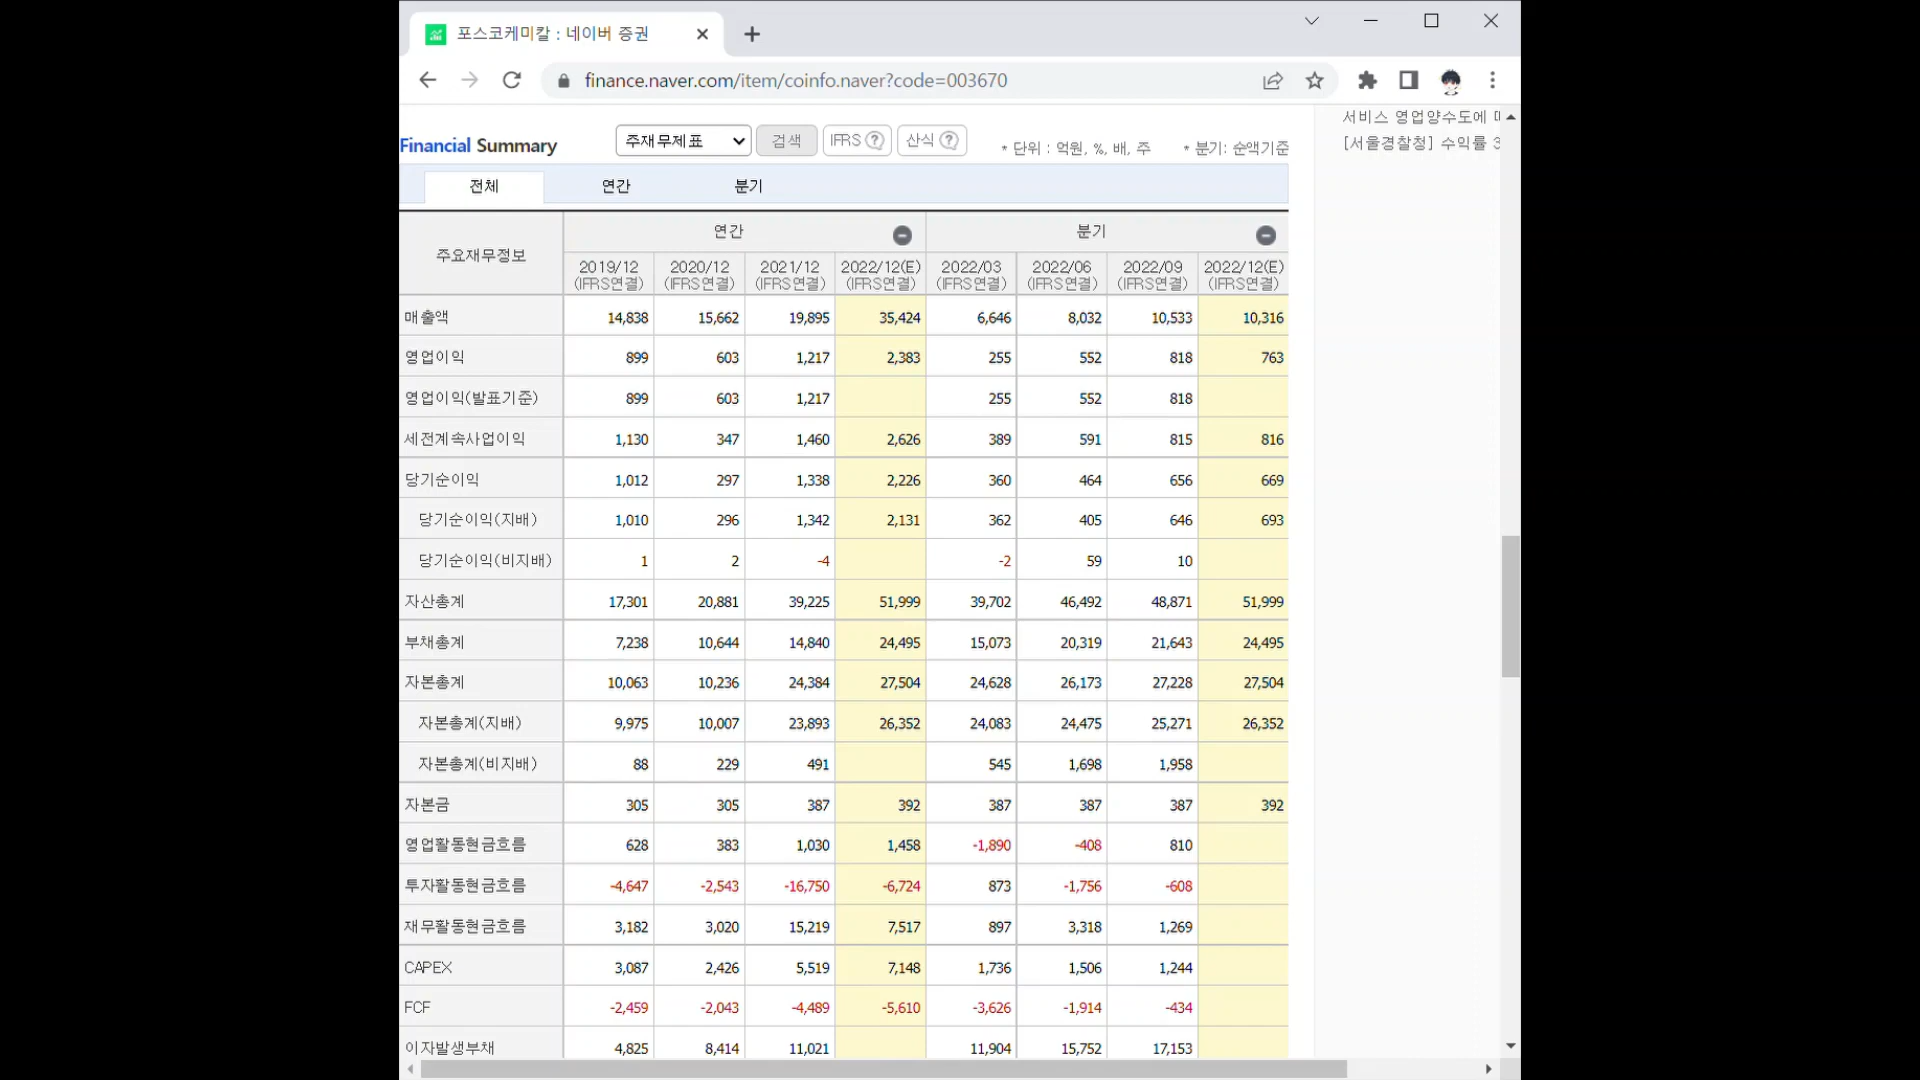 포스코케미칼 : 네이버 증권
finance.naver.com/item/coinfo.naver?code=003670
서비스 영업양수도에
[서울경찰청] 수익률
Financial Summary 주재무제표 검색 IFRS ? 산식 ? * 단위 : 억원, %, 배, 주 * 분기: 순액기준
전체 연간 분기
주요재무정보 연간 분기
2019/12 2020/12 2021/12 2022/12(E) 2022/03 2022/06 2022/09 2022/12(E)
(IFRS연결) (IFRS연결) (IFRS연결) (IFRS연결) (IFRS연결) (IFRS연결) (IFRS연결) (IFRS연결)
매출액 14,838 15,662 19,895 35,424 6,646 8,032 10,533 10,316
영업이익 899 603 1,217 2,383 255 552 818 763
영업이익(발표기준) 899 603 1,217 255 552 818
세전계속사업이익 1,130 347 1,460 2,626 389 591 815 816
당기순이익 1,012 297 1,338 2,226 360 464 656 669
당기순이익(지배) 1,010 296 1,342 2,131 362 405 646 693
당기순이익(비지배) 1 2 -4 -2 59 10
자산총계 17,301 20,881 39,225 51,999 39,702 46,492 48,871 51,999
부채총계 7,238 10,644 14,840 24,495 15,073 20,319 21,643 24,495
자본총계 10,063 10,236 24,384 27,504 24,628 26,173 27,228 27,504
자본총계(지배) 9,975 10,007 23,893 26,352 24,083 24,475 25,271 26,352
자본총계(비지배) 88 229 491 545 1,698 1,958
자본금 305 305 387 392 387 387 387 392
영업활동현금흐름 628 383 1,030 1,458 -1,890 -408 810
투자활동현금흐름 -4,647 -2,543 -16,750 -6,724 873 -1,756 -608
재무활동현금흐름 3,182 3,020 15,219 7,517 897 3,318 1,269
CAPEX 3,087 2,426 5,519 7,148 1,736 1,506 1,244
FCF -2,459 -2,043 -4,489 -5,610 -3,626 -1,914 -434
이자발생부채 4,825 8,414 11,021 11,904 15,752 17,153